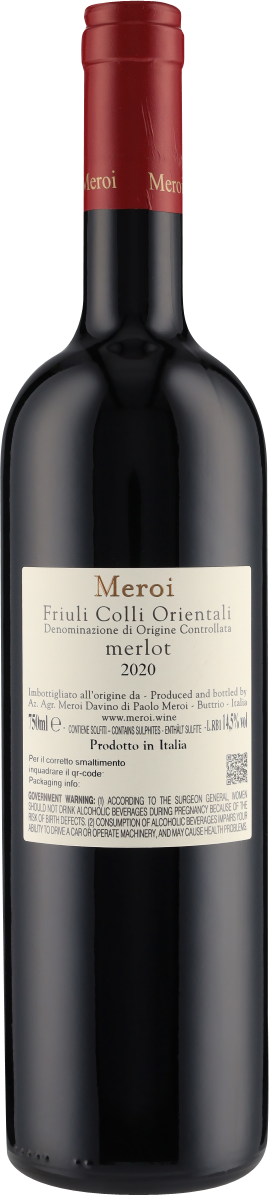 Meroi Mero
Meroi
Friuli Colli Orientali
Denominazione di Origine Controllata
merlot
2020
Imbottigliato all'origine da - Produced and bottled by
Az. Agr. Meroi Davino di Paolo Meroi - Buttrio - Italia
www.meroi.wine
750ml e - CONTIENE SOLFITI - CONTAINS SULPHITES - ENTHÄLT SULFITE - L.RB1 14,5% vol
Prodotto in Italia
Per il corretto smaltimento
inquadrare il qr-code
Packaging info:
GOVERNMENT WARNING: (1) ACCORDING TO THE SURGEON GENERAL, WOMEN
SHOULD NOT DRINK ALCOHOLIC BEVERAGES DURING PREGNANCY BECAUSE OF THE
RISK OF BIRTH DEFECTS. (2) CONSUMPTION OF ALCOHOLIC BEVERAGES IMPAIRS YOUR
ABILITY TO DRIVE A CAR OR OPERATE MACHINERY, AND MAY CAUSE HEALTH PROBLEMS.